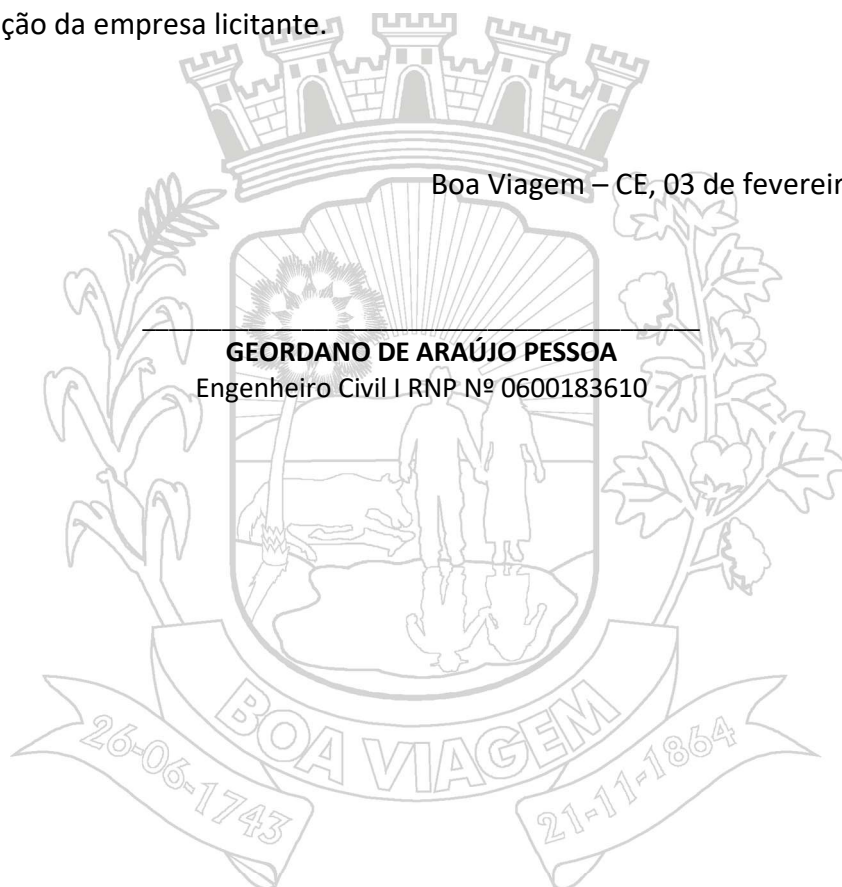 ção da empresa licitante.
Boa Viagem – CE, 03 de fevereir
GEORDANO DE ARAÚJO PESSOA
Engenheiro Civil I RNP Nº 0600183610
BOA VIAGEM
26-06-1743
21-11-1864